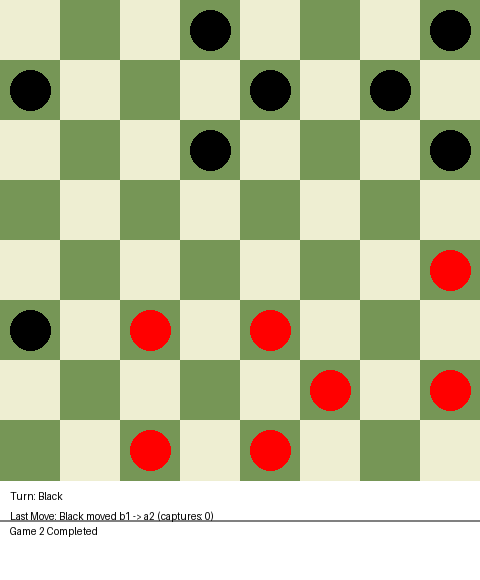 Turn: Black
Last Move: Black moved b1 -> a2 (captures: 0)
Game 2 Completed